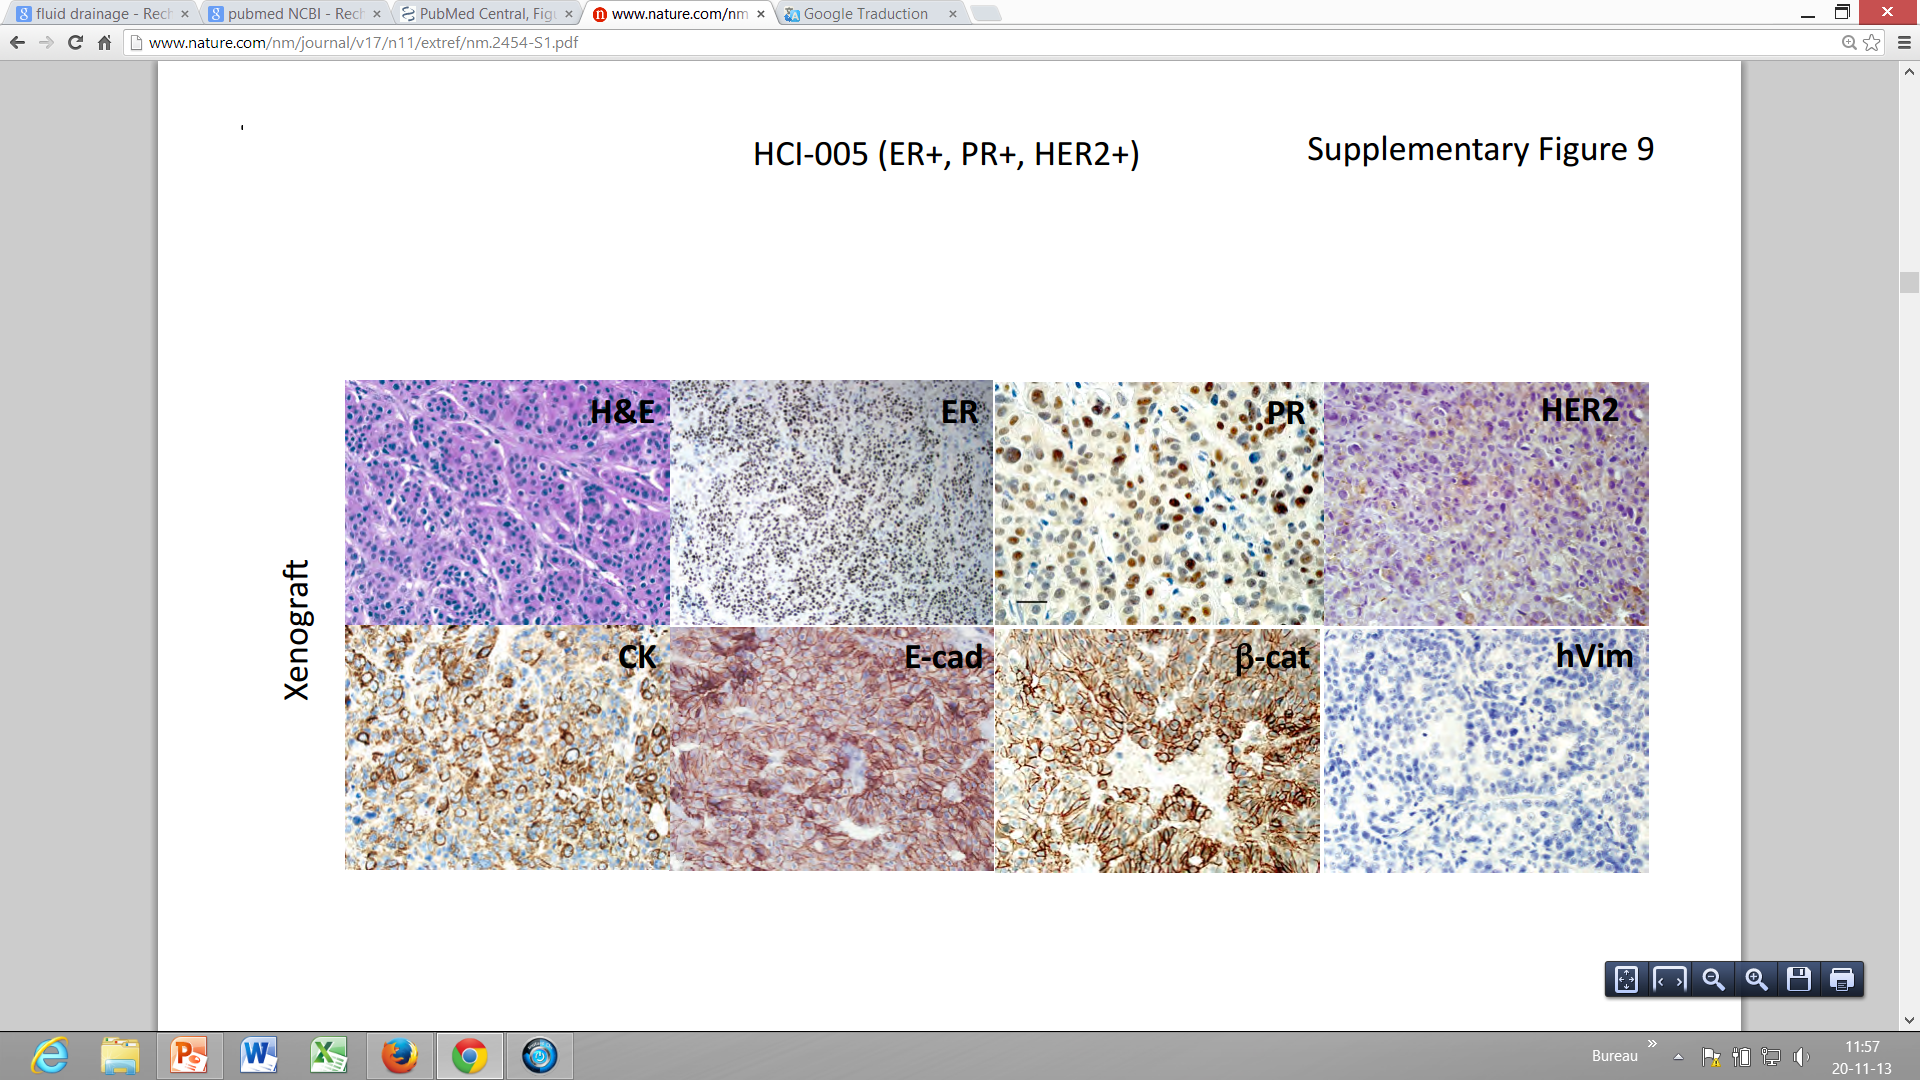 fluid drainage - Rech
pubmed NCBI - Rech
PubMed Central, Figu
www.nature.com/nm
Google Traduction
www.nature.com/nm/journal/v17/n11/extref/nm.2454-S1.pdf
HCI-005 (ER+, PR+, HER2+)
Supplementary Figure 9
Xenograft
H&E
ER
PR
HER2
CK
E-cad
β-cat
hVim
Bureau
11:57
20-11-13